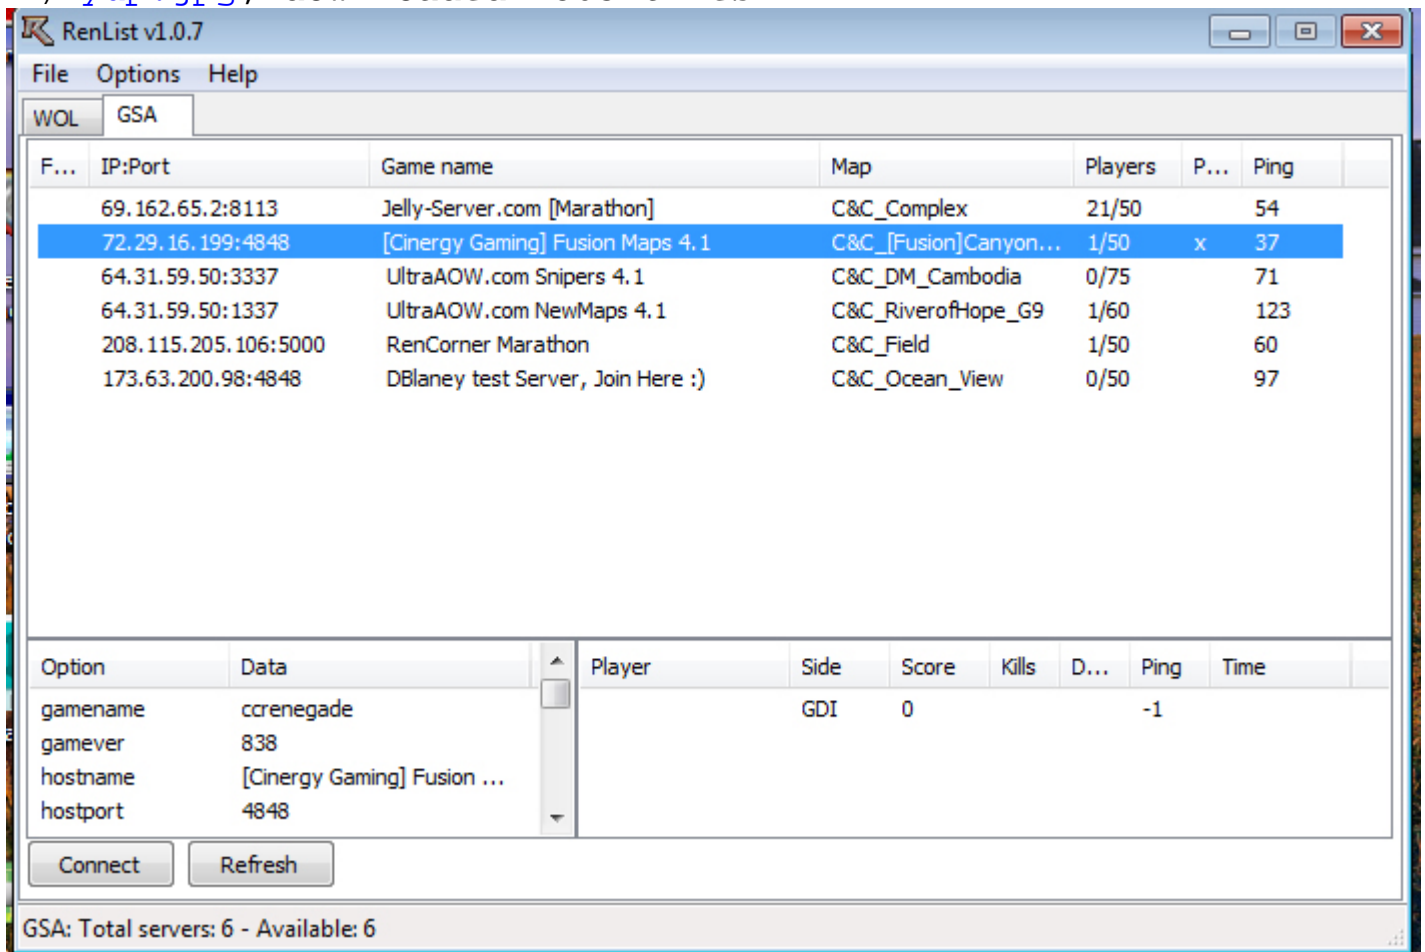 RenList v1.0.7
File Options Help
WOL GSA
F... IP:Port Game name Map Players P... Ping
69.162.65.2:8113 Jelly-Server.com [Marathon] C&C_Complex 21/50 54
72.29.16.199:4848 [Cinergy Gaming] Fusion Maps 4.1 C&C_[Fusion]Canyon... 1/50 x 37
64.31.59.50:3337 UltraAOW.com Snipers 4.1 C&C_DM_Cambodia 0/75 71
64.31.59.50:1337 UltraAOW.com NewMaps 4.1 C&C_RiverofHope_G9 1/60 123
208.115.205.106:5000 RenCorner Marathon C&C_Field 1/50 60
173.63.200.98:4848 DBlaney test Server, Join Here :) C&C_Ocean_View 0/50 97
Option Data Player Side Score Kills D... Ping Time
gamename ccrenegade GDI 0 -1
gamever 838
hostname [Cinergy Gaming] Fusion ...
hostport 4848
Connect Refresh
GSA: Total servers: 6 - Available: 6